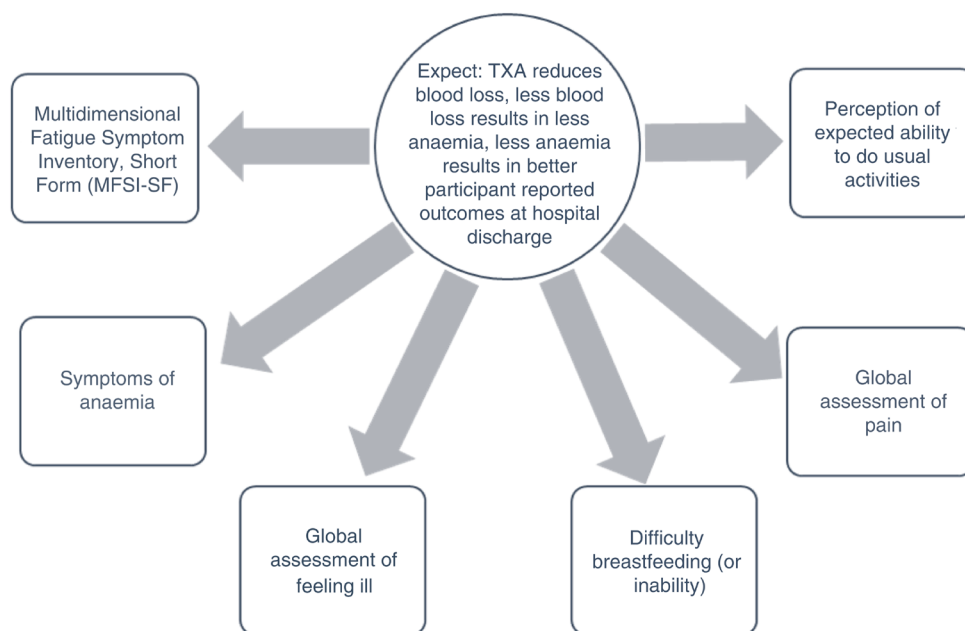 Expect: TXA reduces
blood loss, less blood
loss results in less
anaemia, less anaemia
results in better
participant reported
outcomes at hospital
discharge
Multidimensional
Fatigue Symptom
Inventory, Short
Form (MFSI-SF)
Perception of
expected ability
to do usual
activities
Symptoms of
anaemia
Global
assessment of
pain
Global
assessment of
feeling ill
Difficulty
breastfeeding (or
inability)